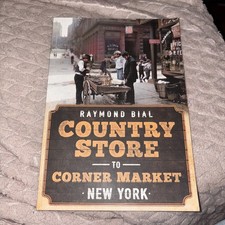 RAYMOND BIAL
COUNTRY
STORE
TO
CORNER MARKET
NEW YORK